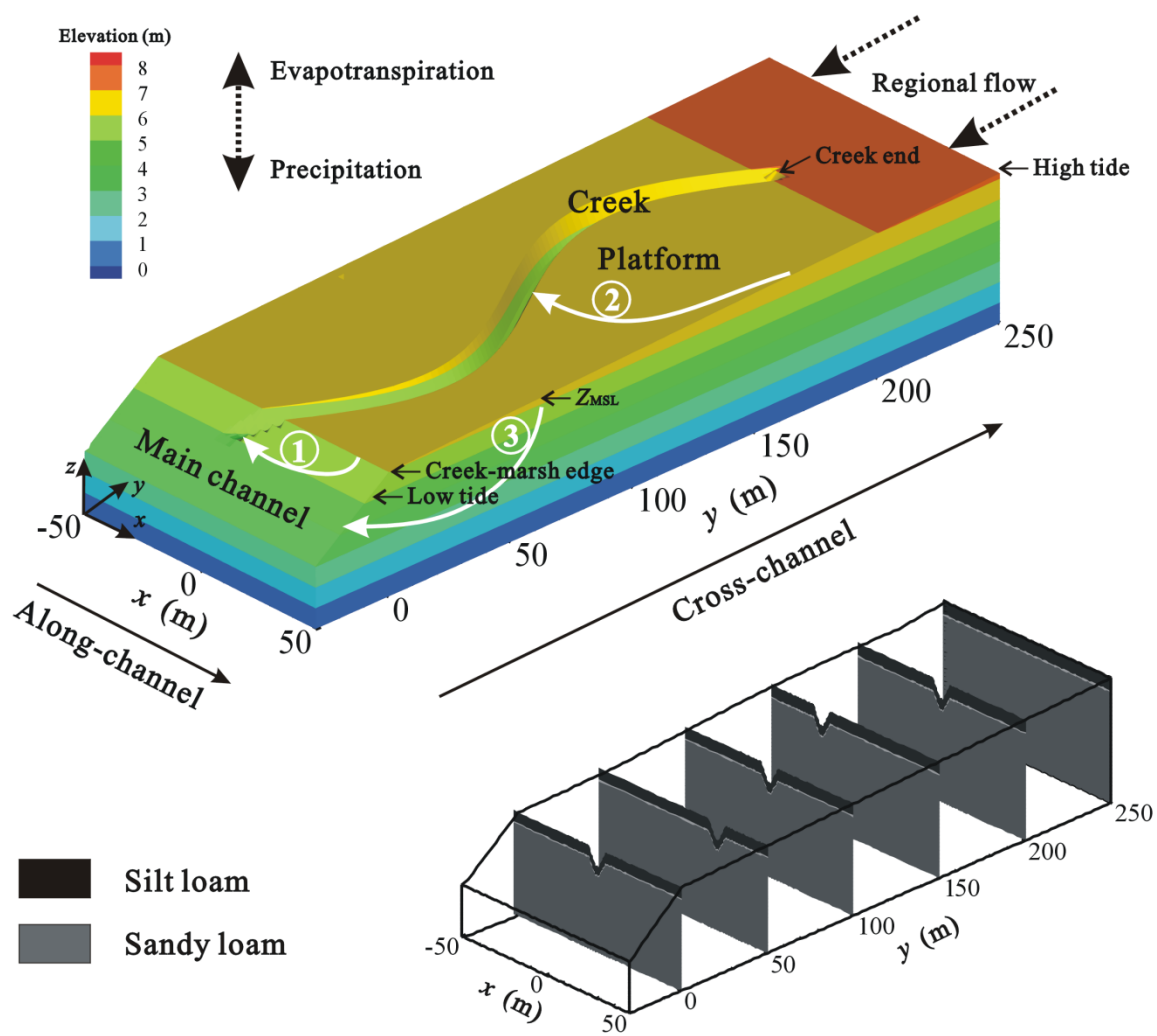 Elevation (m)
8
7
6
5
4
3
2
1
0
Evapotranspiration
Precipitation
Regional flow
Creek end
High tide
Creek
Platform
②
250
200
Z_MSL
150
③
①
Main channel
Creek-marsh edge
Low tide
100
y (m)
z
y
x
-50
50
0
0
x (m)
50
Along-channel
Cross-channel
Silt loam
Sandy loam
250
200
150
100
50
0
y (m)
-50
0
50
x (m)